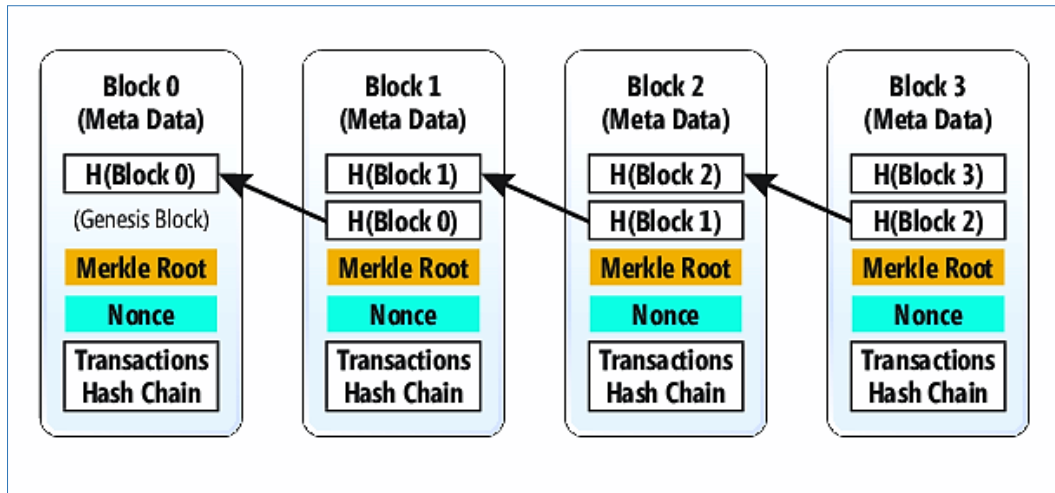 Block 0
(Meta Data)
H(Block 0)
(Genesis Block)
Merkle Root
Nonce
Transactions
Hash Chain
Block 1
(Meta Data)
H(Block 1)
H(Block 0)
Merkle Root
Nonce
Transactions
Hash Chain
Block 2
(Meta Data)
H(Block 2)
H(Block 1)
Merkle Root
Nonce
Transactions
Hash Chain
Block 3
(Meta Data)
H(Block 3)
H(Block 2)
Merkle Root
Nonce
Transactions
Hash Chain